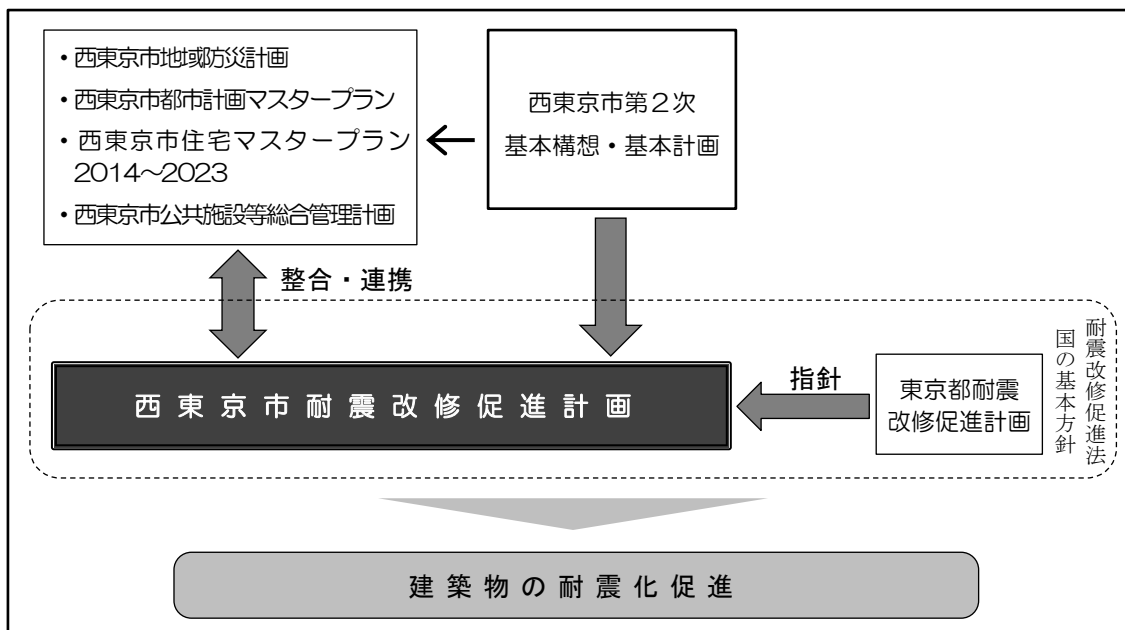 ・西東京市地域防災計画
・西東京市都市計画マスタープラン
・西東京市住宅マスタープラン
2014～2023
・西東京市公共施設等総合管理計画
西東京市第2次
基本構想・基本計画
整合・連携
西東京市耐震改修促進計画
指針
東京都耐震
改修促進計画
耐震改修促進法
国の基本方針
建築物の耐震化促進